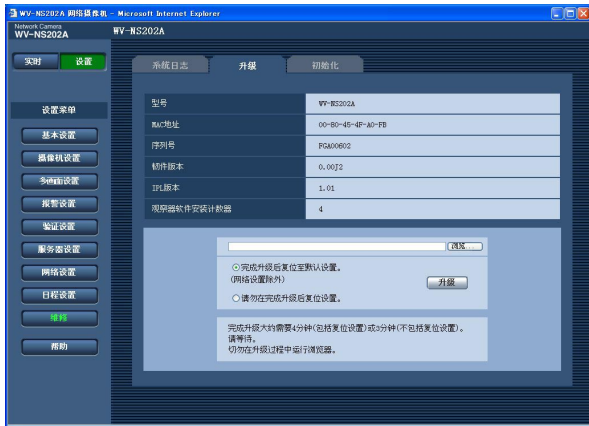 WV-NS202A 网络摄像机 - Microsoft Internet Explorer
Network Camera
WV-NS202A
WV-NS202A
实时
设置
系统日志
升级
初始化
设置菜单
基本设置
摄像机设置
多画面设置
报警设置
验证设置
服务器设置
网络设置
日程设置
维修
帮助
型号 WV-NS202A
MAC地址 00-80-45-4F-A0-FB
序列号 FGA00602
韧件版本 0.00J2
IPL版本 1.01
观察器软件安装计数器 4
浏览...
完成升级后复位至默认设置。
(网络设置除外)
升级
请勿在完成升级后复位设置。
完成升级大约需要4分钟(包括复位设置)或3分钟(不包括复位设置)。
请等待。
切勿在升级过程中运行浏览器。